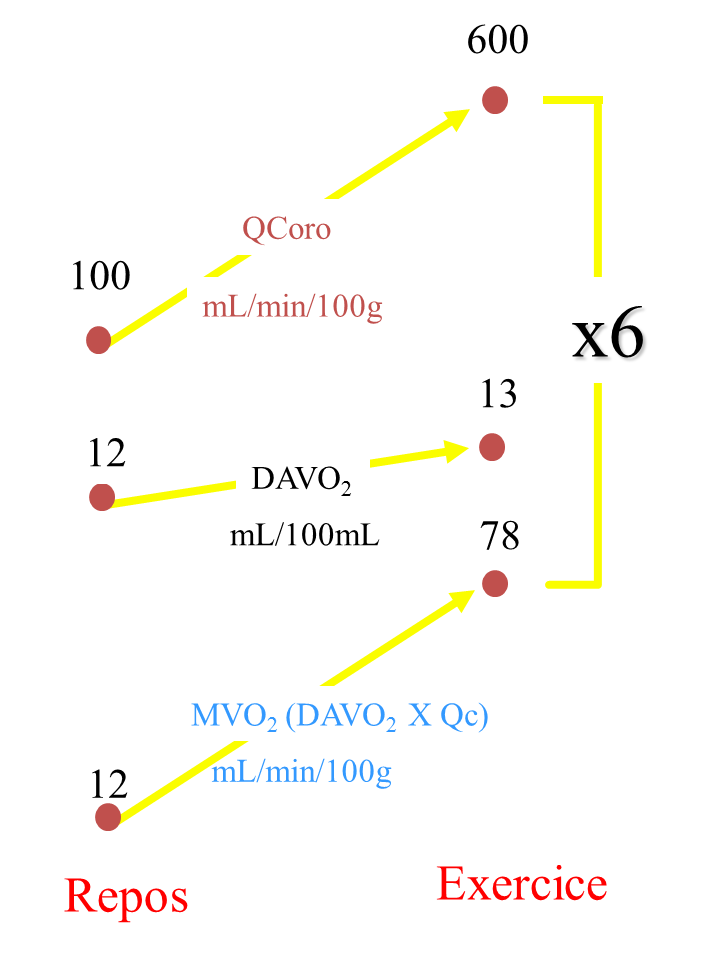 600
QCoro
100
mL/min/100g
x6
13
12
DAVO₂
mL/100mL
78
MVO₂ (DAVO₂ X Qc)
mL/min/100g
12
Repos
Exercice